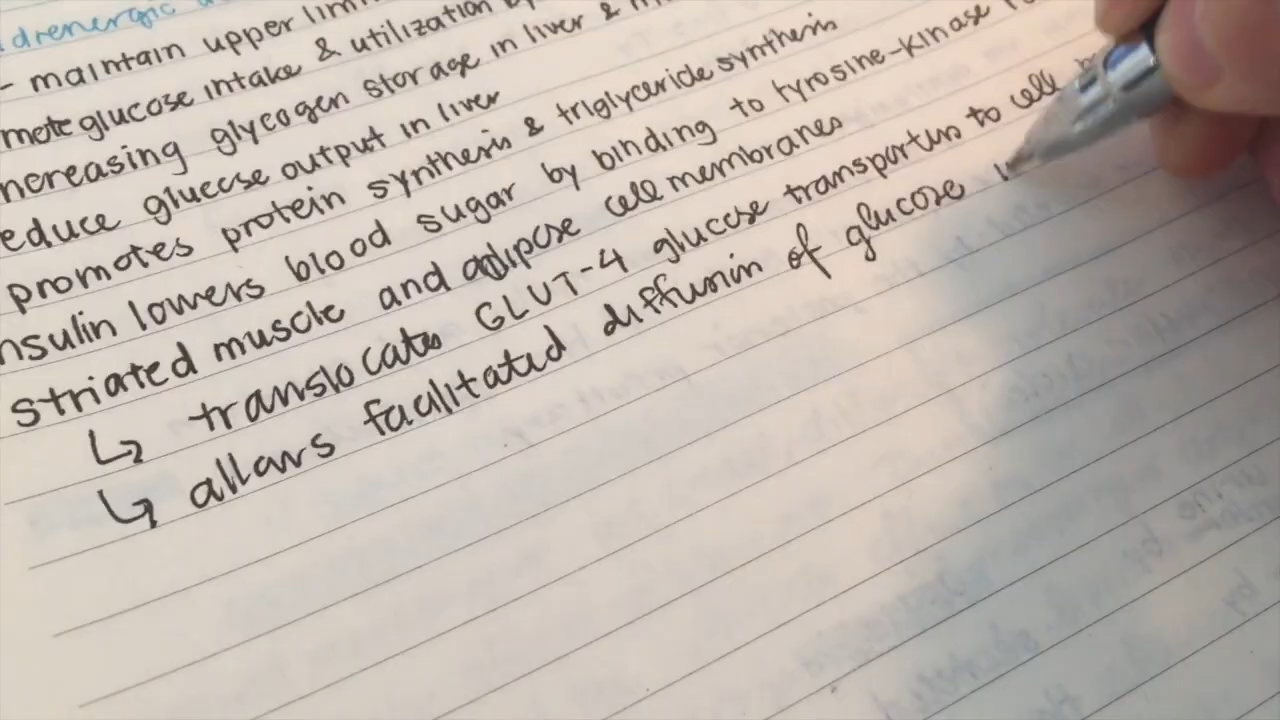 drenergic
- maintain upper lim
mote glucose intake & utilization
ncreasing glycogen storage in liver &
educe gluecse output in liver
promotes protein synthesis & triglyceride synthesis
nsulin lowers blood sugar by binding to tyrosine-kinase
striated muscle and adipose cell membranes
↳ translocates GLUT-4 glucose transporters to cell
↳ allows facilitated diffusion of glucose